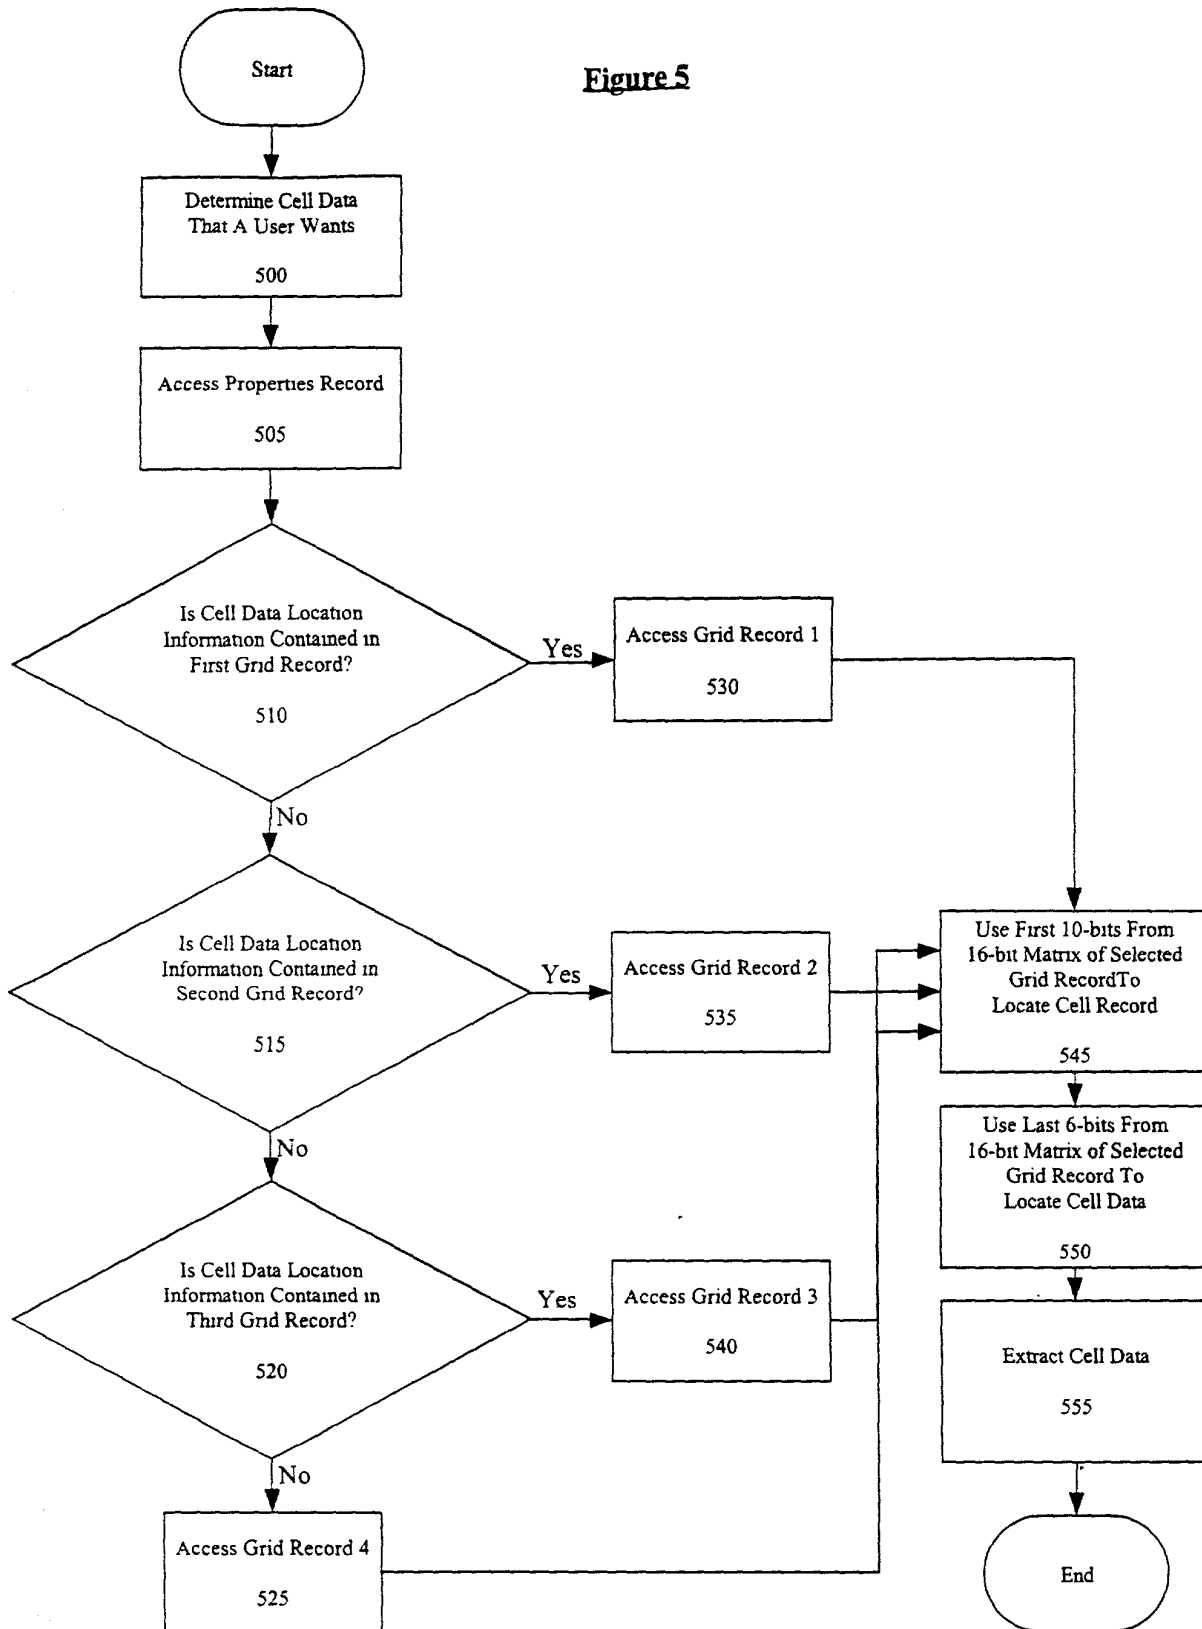 Figure 5
Start
Determine Cell Data
That A User Wants
500
Access Properties Record
505
Is Cell Data Location
Information Contained in
First Grid Record?
510
Yes
Access Grid Record 1
530
No
Is Cell Data Location
Information Contained in
Second Grid Record?
515
Yes
Access Grid Record 2
535
No
Is Cell Data Location
Information Contained in
Third Grid Record?
520
Yes
Access Grid Record 3
540
No
Access Grid Record 4
525
Use First 10-bits From
16-bit Matrix of Selected
Grid RecordTo
Locate Cell Record
545
Use Last 6-bits From
16-bit Matrix of Selected
Grid Record To
Locate Cell Data
550
Extract Cell Data
555
End